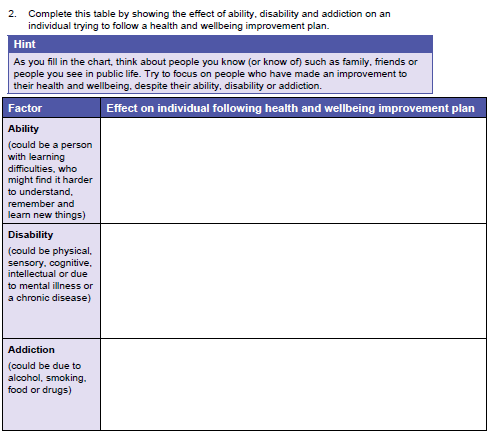 2. Complete this table by showing the effect of ability, disability and addiction on an
individual trying to follow a health and wellbeing improvement plan.
Hint
As you fill in the chart, think about people you know (or know of) such as family, friends or
people you see in public life. Try to focus on people who have made an improvement to
their health and wellbeing, despite their ability, disability or addiction.
Factor Effect on individual following health and wellbeing improvement plan
Ability
(could be a person
with learning
difficulties, who
might find it harder
to understand,
remember and
learn new things)
Disability
(could be physical,
sensory, cognitive,
intellectual or due
to mental illness or
a chronic disease)
Addiction
(could be due to
alcohol, smoking,
food or drugs)